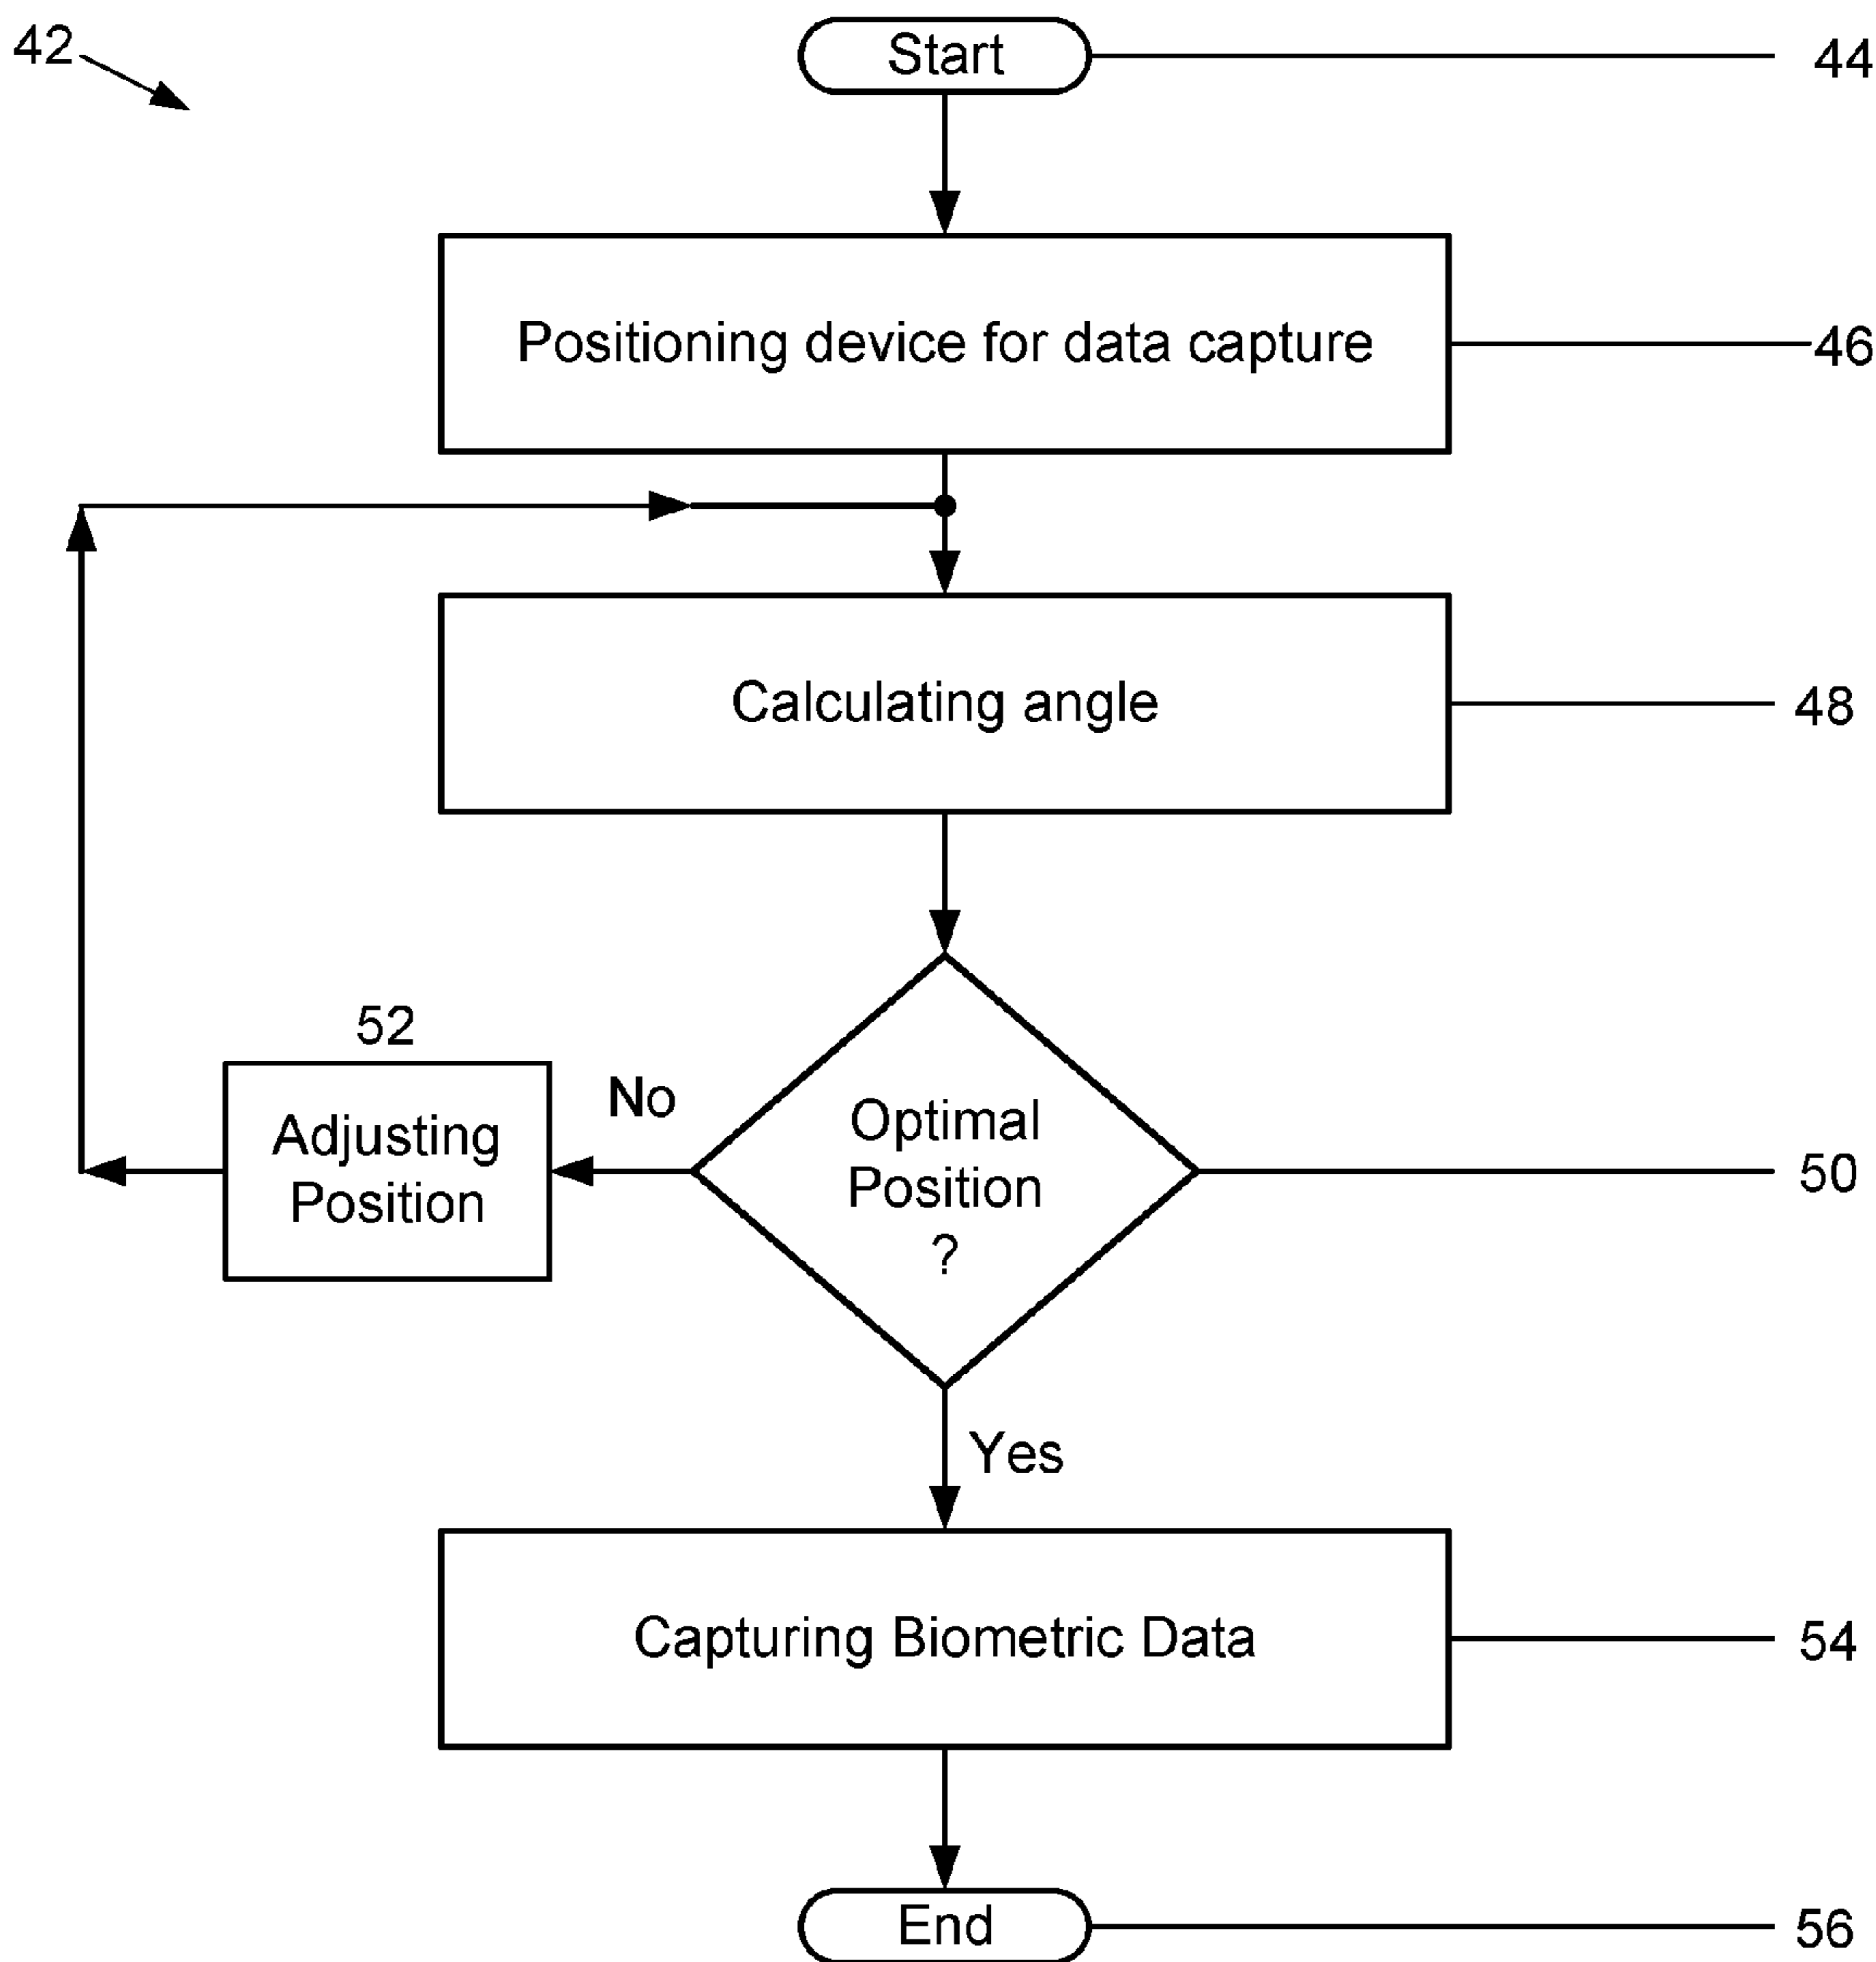 42
Start
44
Positioning device for data capture
46
Calculating angle
48
52
Adjusting
Position
No
Optimal
Position
?
50
Yes
Capturing Biometric Data
54
End
56